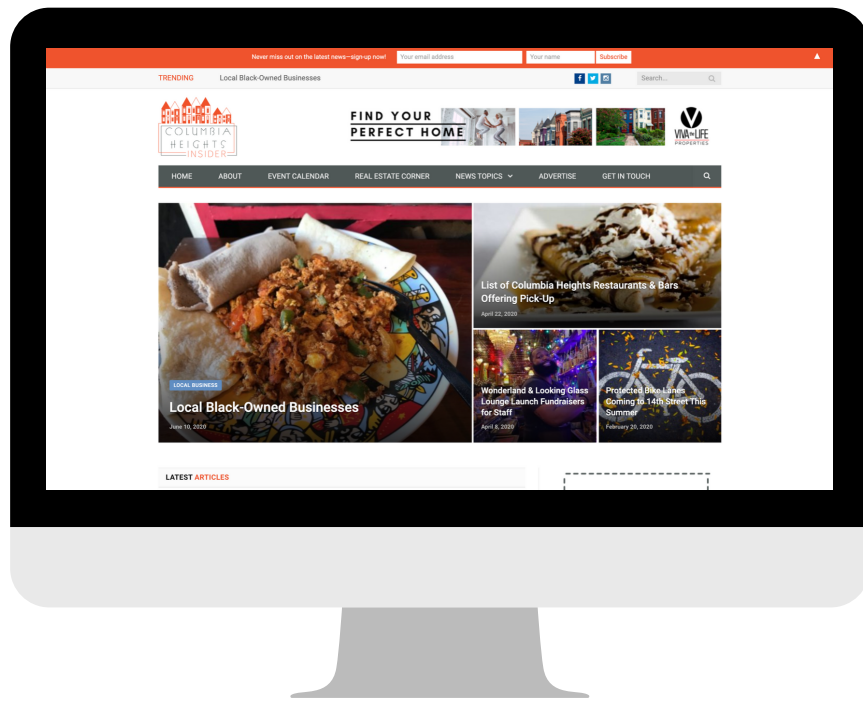 Never miss out on the latest news—sign-up now! Your email address Your name Subscribe
TRENDING Local Black-Owned Businesses Search...
COLUMBIA
HEIGHTS
INSIDER
FIND YOUR
PERFECT HOME
VIVA the LIFE
PROPERTIES
HOME ABOUT EVENT CALENDAR REAL ESTATE CORNER NEWS TOPICS ADVERTISE GET IN TOUCH
LOCAL BUSINESS
Local Black-Owned Businesses
June 10, 2020
List of Columbia Heights Restaurants & Bars
Offering Pick-Up
April 22, 2020
Wonderland & Looking Glass
Lounge Launch Fundraisers
for Staff
April 8, 2020
Protected Bike Lanes
Coming to 14th Street This
Summer
February 20, 2020
LATEST ARTICLES